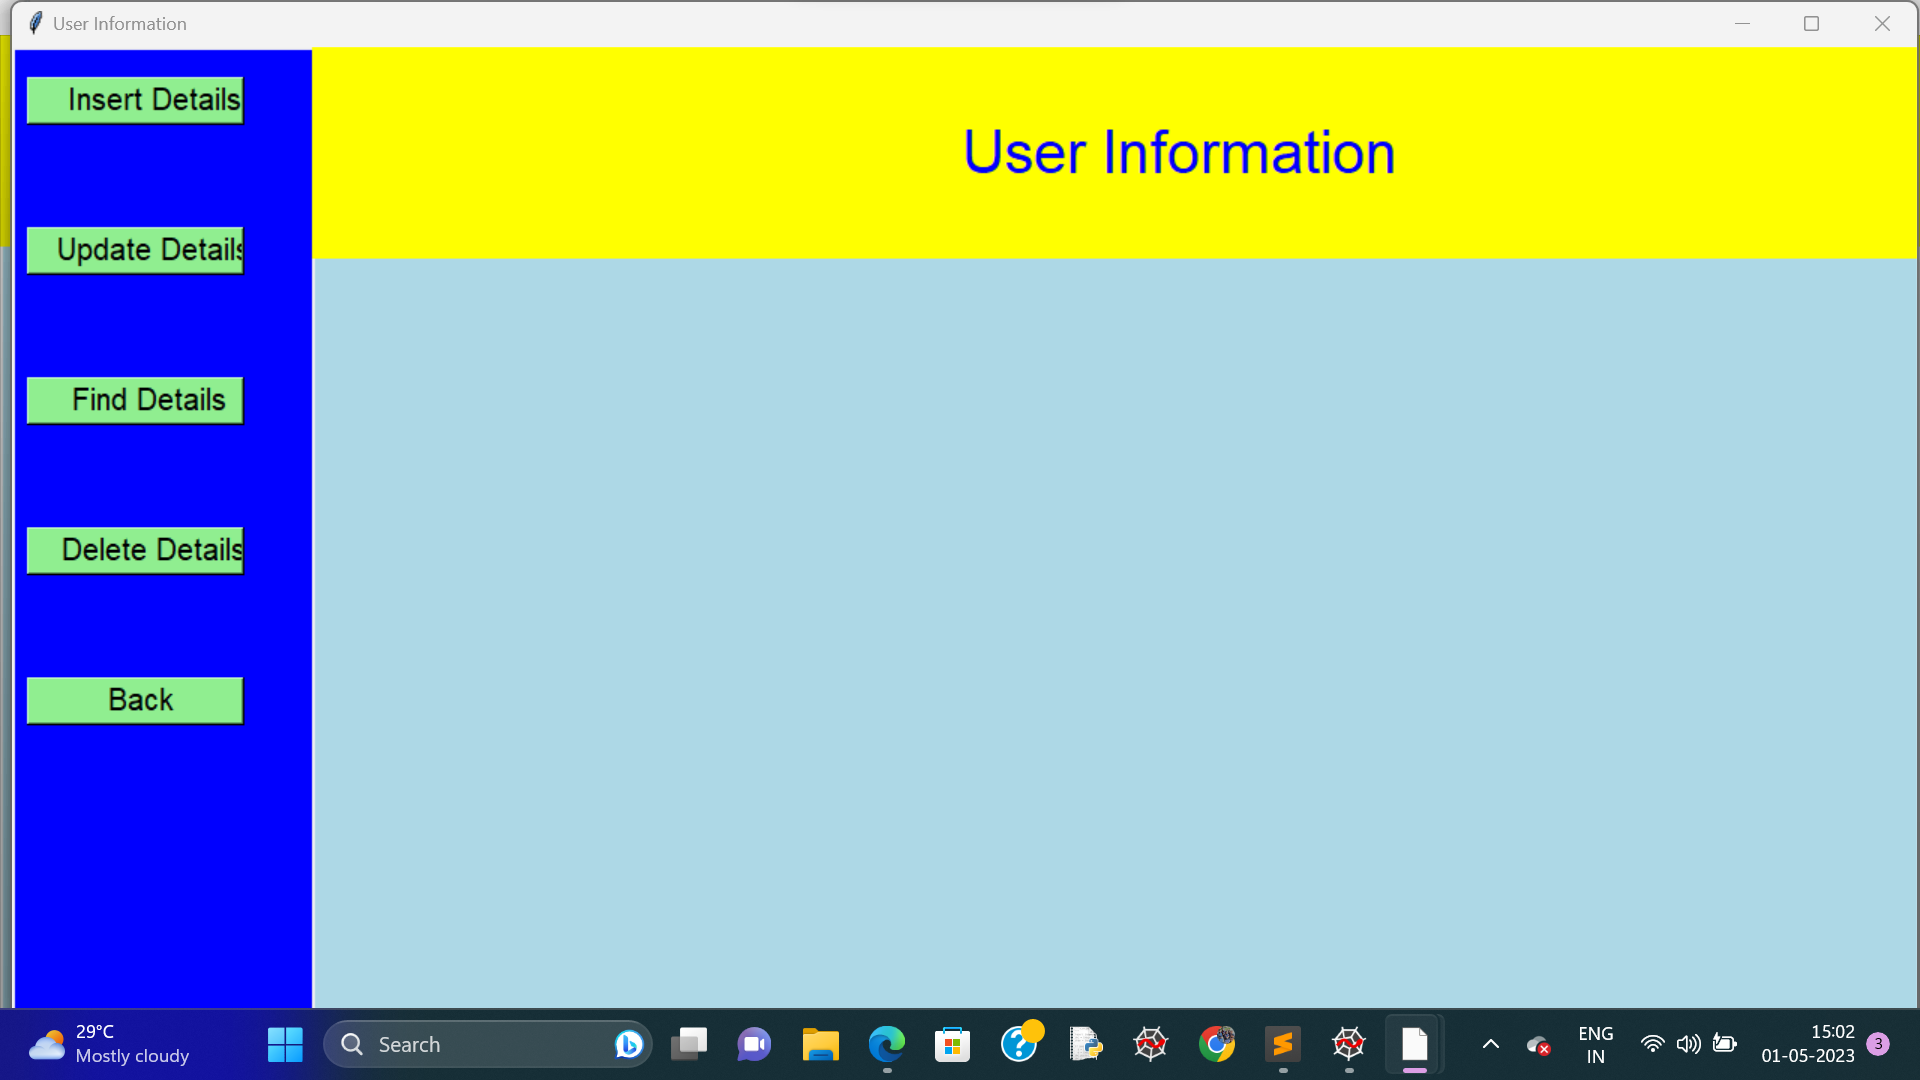 User Information
Insert Details
Update Details
Find Details
Delete Details
Back
User Information
29°C
Mostly cloudy
Search
ENG
IN
15:02
01-05-2023
3